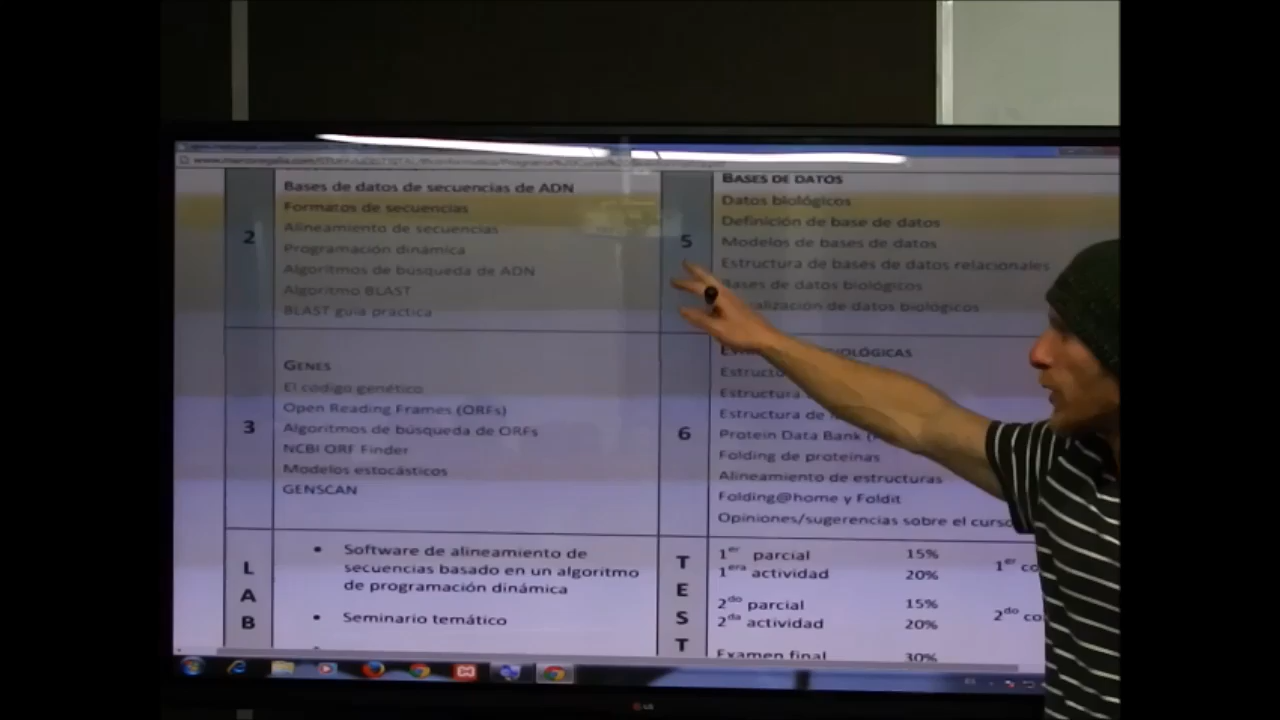 2
Bases de datos de secuencias de ADN
Formatos de secuencias
Alineamiento de secuencias
Programación dinámica
Algoritmos de búsqueda de ADN
Algoritmo BLAST
BLAST guía práctica
3
GENES
El código genético
Open Reading Frames (ORFs)
Algoritmos de búsqueda de ORFs
NCBI ORF Finder
Modelos estocásticos
GENSCAN
L
A
B
• Software de alineamiento de
secuencias basado en un algoritmo
de programación dinámica
• Seminario temático
5
BASES DE DATOS
Datos biológicos
Definición de base de datos
Modelos de bases de datos
Estructura de bases de datos relacionales
Bases de datos biológicos
de datos biológicos
6
Protein Data Bank
Folding de proteínas
Alineamiento de estructuras
Folding@home y Foldit
Opiniones/sugerencias sobre el curso
T
E
S
T
1er parcial 15%
1era actividad 20%
1er
2do parcial 15%
2da actividad 20%
2do
Examen final 30%
LG